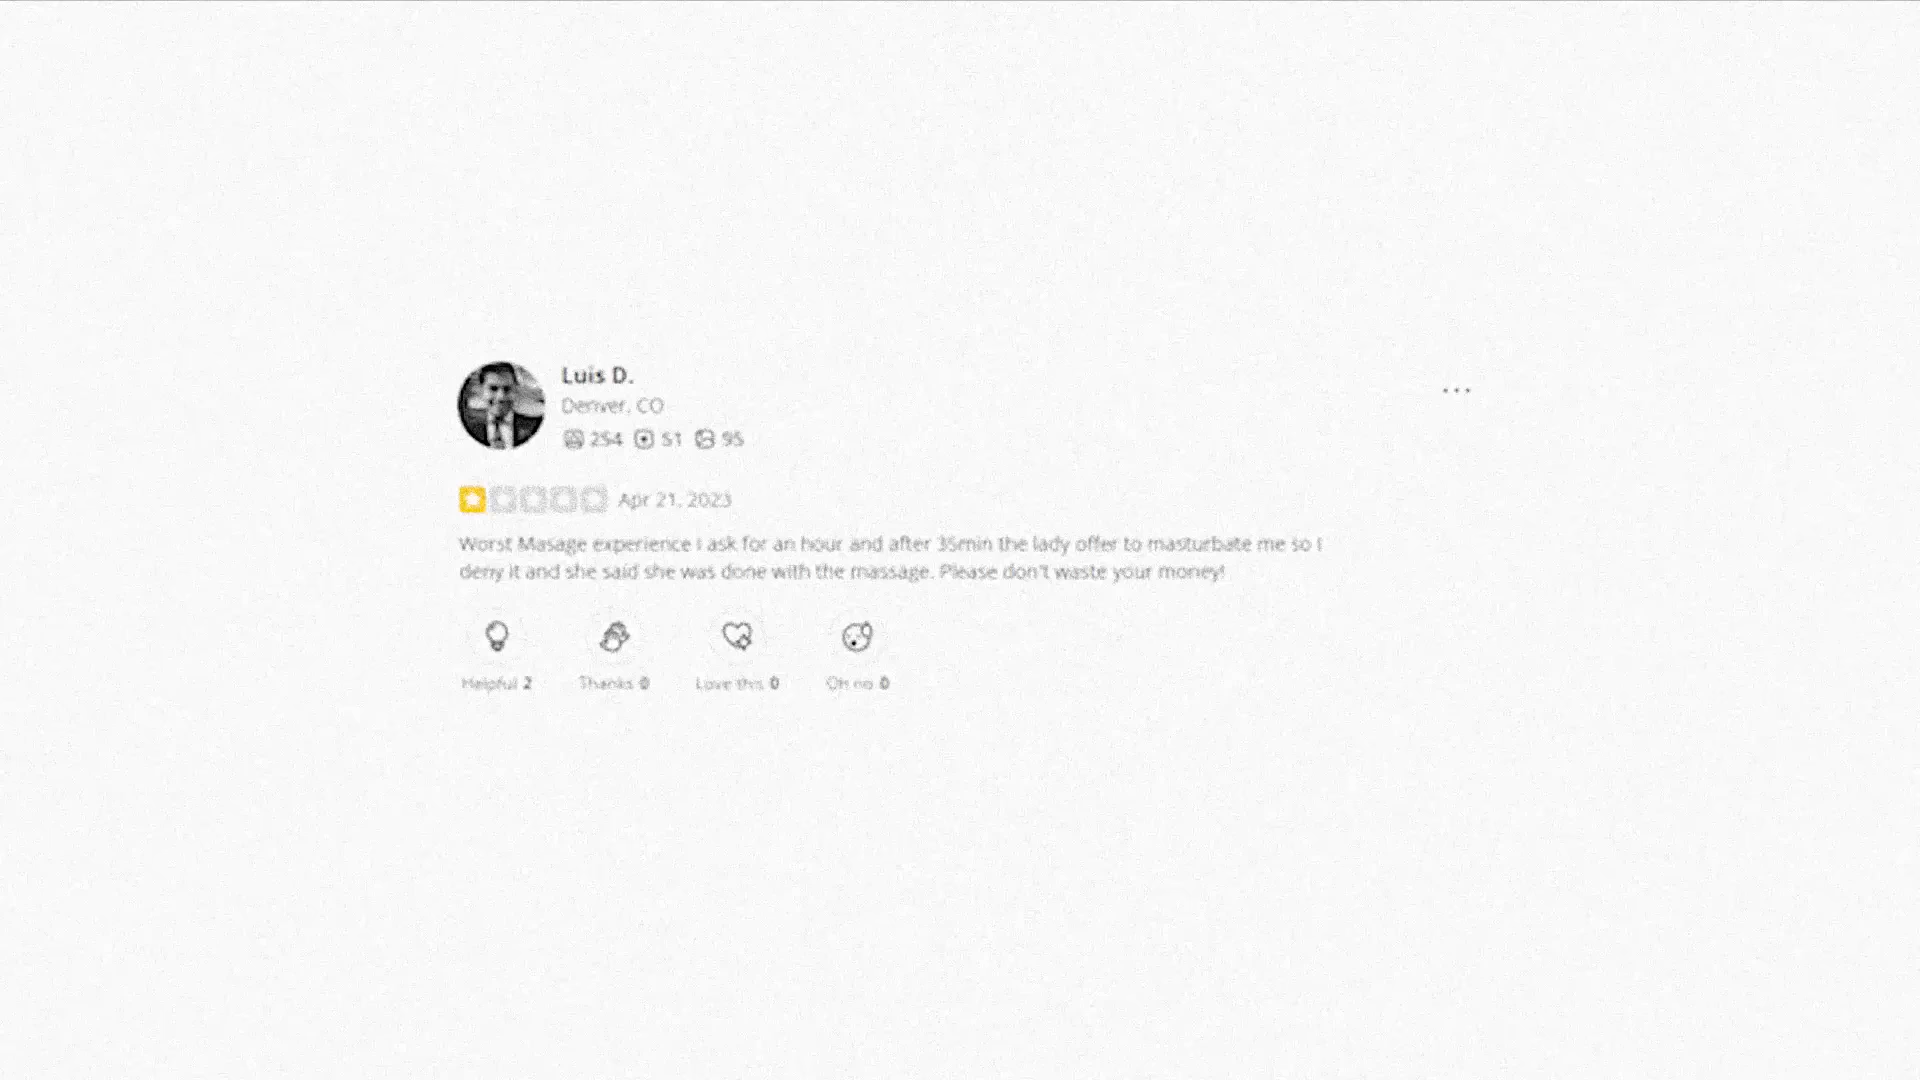 Luis D.
Denver, CO
254 51 95
Apr 21, 2023
Worst Masage experience I ask for an hour and after 35min the lady offer to masturbate me so I
deny it and she said she was done with the massage. Please don't waste your money!
Helpful 2 Thanks 0 Love this 0 Oh no 0